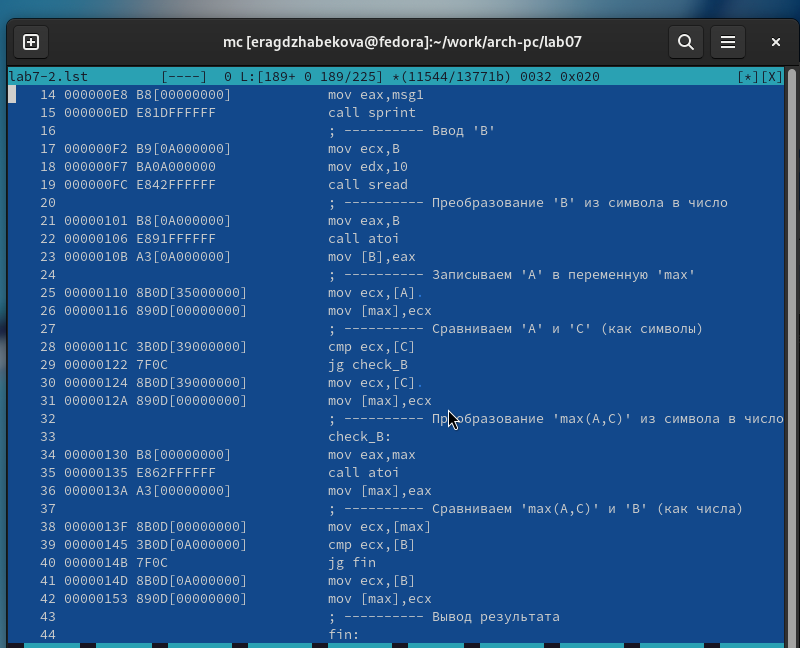 mc [eragdzhabekova@fedora]:~/work/arch-pc/lab07
lab7-2.lst [----] 0 L:[189+ 0 189/225] *(11544/13771b) 0032 0x020 [*][X]
14 000000E8 B8[00000000] mov eax,msg1
15 000000ED E81DFFFFFF call sprint
16 ; ---------- Ввод 'B'
17 000000F2 B9[0A000000] mov ecx,B
18 000000F7 BA0A000000 mov edx,10
19 000000FC E842FFFFFF call sread
20 ; ---------- Преобразование 'B' из символа в число
21 00000101 B8[0A000000] mov eax,B
22 00000106 E891FFFFFF call atoi
23 0000010B A3[0A000000] mov [B],eax
24 ; ---------- Записываем 'A' в переменную 'max'
25 00000110 8B0D[35000000] mov ecx,[A].
26 00000116 890D[00000000] mov [max],ecx
27 ; ---------- Сравниваем 'A' и 'C' (как символы)
28 0000011C 3B0D[39000000] cmp ecx,[C]
29 00000122 7F0C jg check_B
30 00000124 8B0D[39000000] mov ecx,[C].
31 0000012A 890D[00000000] mov [max],ecx
32 ; ---------- Преобразование 'max(A,C)' из символа в число
33 check_B:
34 00000130 B8[00000000] mov eax,max
35 00000135 E862FFFFFF call atoi
36 0000013A A3[00000000] mov [max],eax
37 ; ---------- Сравниваем 'max(A,C)' и 'B' (как числа)
38 0000013F 8B0D[00000000] mov ecx,[max]
39 00000145 3B0D[0A000000] cmp ecx,[B]
40 0000014B 7F0C jg fin
41 0000014D 8B0D[0A000000] mov ecx,[B]
42 00000153 890D[00000000] mov [max],ecx
43 ; ---------- Вывод результата
44 fin: